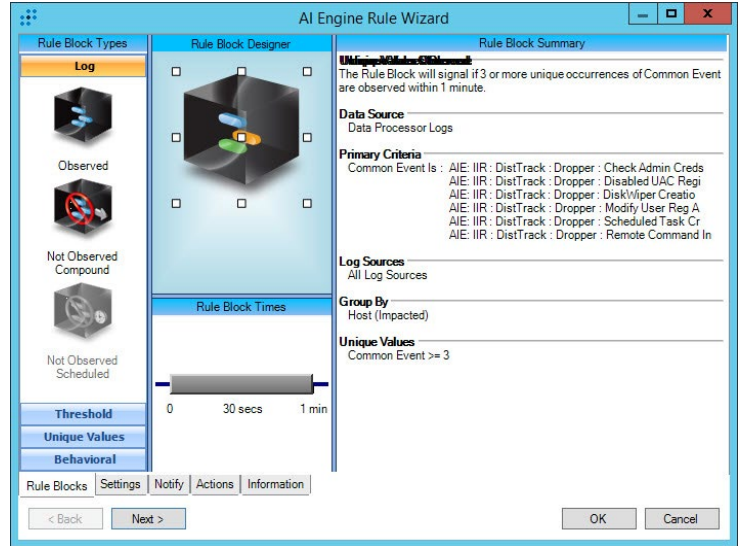 AI Engine Rule Wizard
Rule Block Types
Log
Observed
Not Observed
Compound
Not Observed
Scheduled
Threshold
Unique Values
Behavioral
Rule Block Designer
Rule Block Times
0 30 secs 1 min
Rule Block Summary
The Rule Block will signal if 3 or more unique occurrences of Common Event
are observed within 1 minute.
Data Source
Data Processor Logs
Primary Criteria
Common Event Is : AIE: IIR : DistTrack : Dropper : Check Admin Creds
AIE: IIR : DistTrack : Dropper : Disabled UAC Regi
AIE: IIR : DistTrack : Dropper : DiskWiper Creatio
AIE: IIR : DistTrack : Dropper : Modify User Reg A
AIE: IIR : DistTrack : Dropper : Scheduled Task Cr
AIE: IIR : DistTrack : Dropper : Remote Command In
Log Sources
All Log Sources
Group By
Host (Impacted)
Unique Values
Common Event >= 3
Rule Blocks Settings Notify Actions Information
< Back Next > OK Cancel